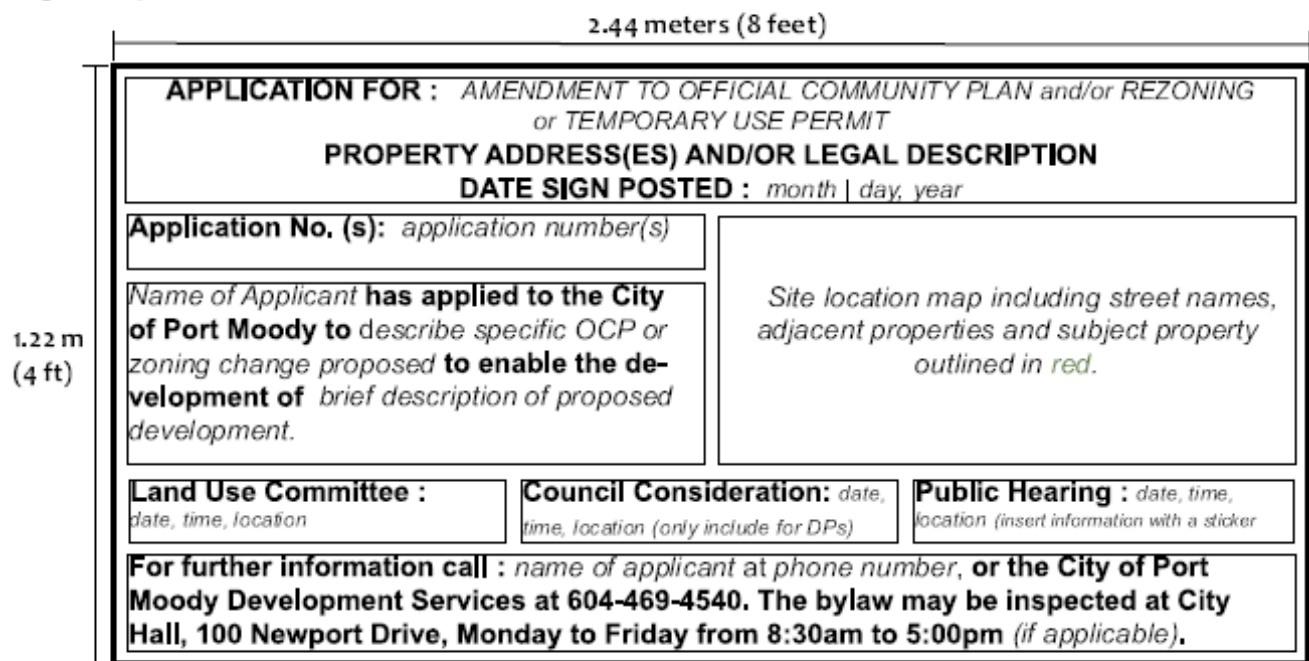 2.44 meters (8 feet)
APPLICATION FOR : AMENDMENT TO OFFICIAL COMMUNITY PLAN and/or REZONING
or TEMPORARY USE PERMIT
PROPERTY ADDRESS(ES) AND/OR LEGAL DESCRIPTION
DATE SIGN POSTED : month | day, year
Application No. (s): application number(s)
Name of Applicant has applied to the City
of Port Moody to describe specific OCP or
zoning change proposed to enable the de-
velopment of brief description of proposed
development.
Site location map including street names,
adjacent properties and subject property
outlined in red.
1.22 m
(4 ft)
Land Use Committee :
date, time, location
Council Consideration: date,
time, location (only include for DPs)
Public Hearing : date, time,
location (insert information with a sticker
For further information call : name of applicant at phone number, or the City of Port
Moody Development Services at 604-469-4540. The bylaw may be inspected at City
Hall, 100 Newport Drive, Monday to Friday from 8:30am to 5:00pm (if applicable).